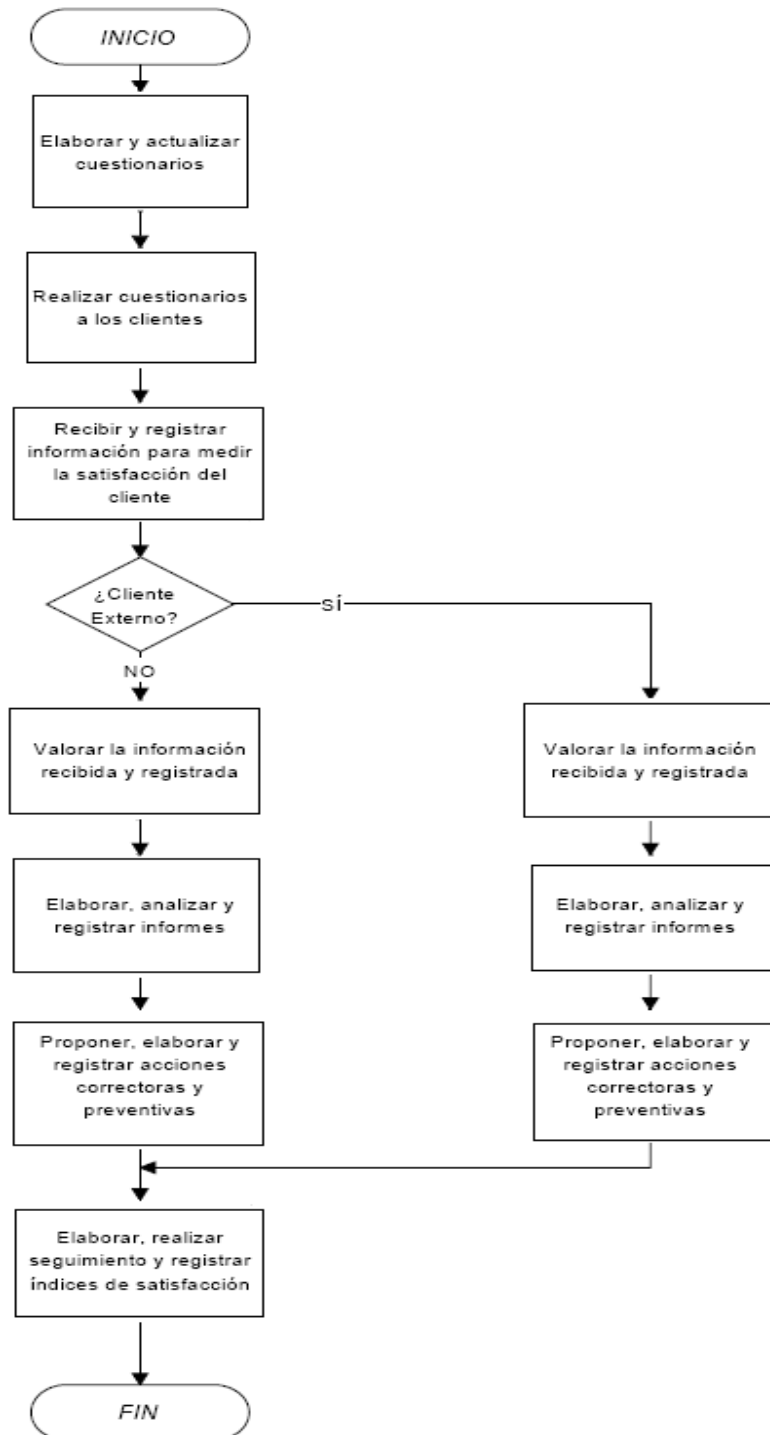 INICIO
Elaborar y actualizar
cuestionarios
Realizar cuestionarios
a los clientes
Recibir y registrar
información para medir
la satisfacción del
cliente
¿Cliente
Externo?
SÍ
NO
Valorar la información
recibida y registrada
Valorar la información
recibida y registrada
Elaborar, analizar y
registrar informes
Elaborar, analizar y
registrar informes
Proponer, elaborar y
registrar acciones
correctoras y
preventivas
Proponer, elaborar y
registrar acciones
correctoras y
preventivas
Elaborar, realizar
seguimiento y registrar
índices de satisfacción
FIN